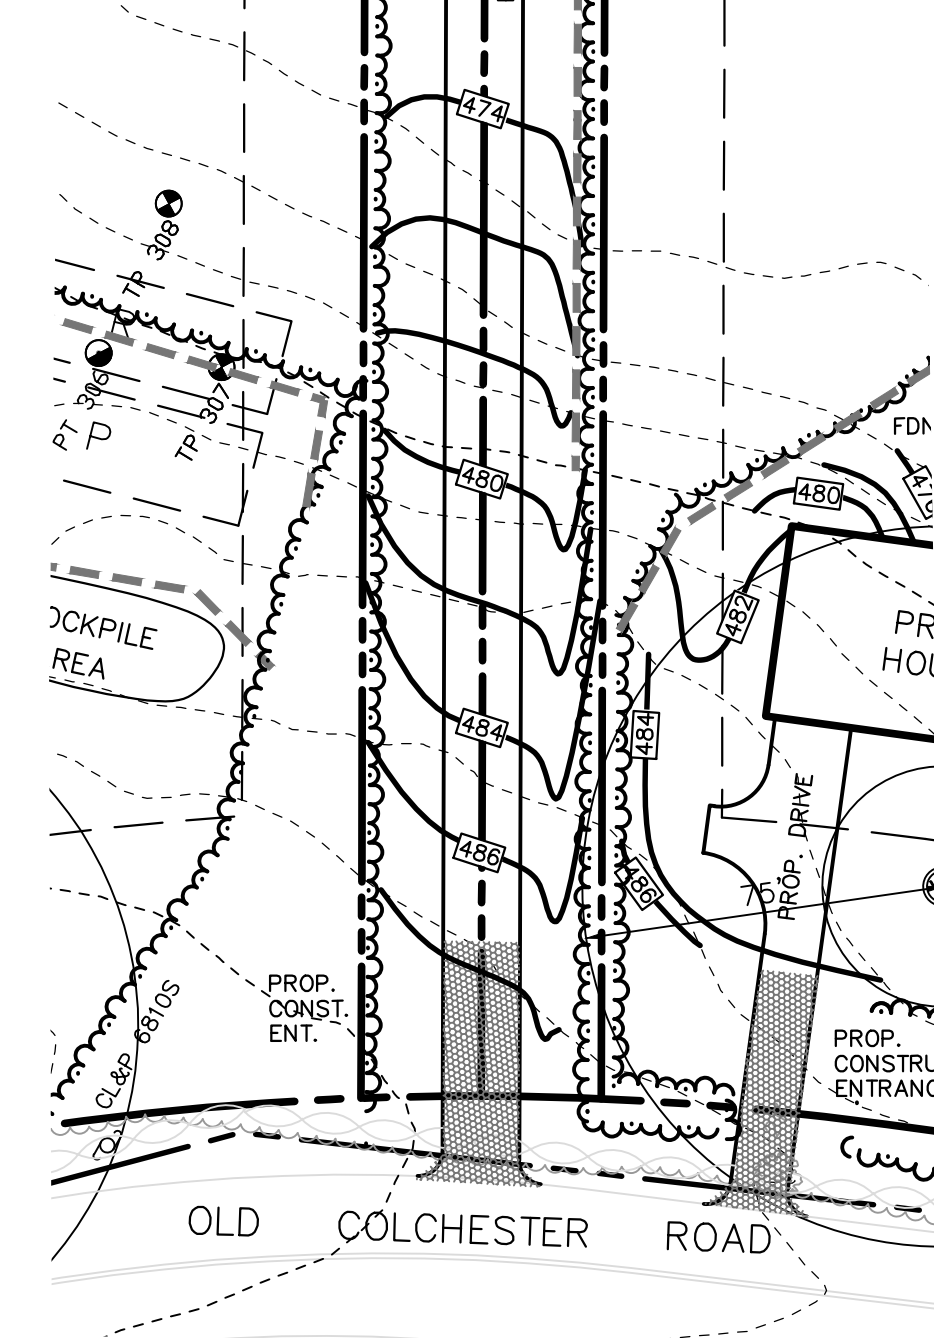 474
TP 308
PT 306
TP 307
P
FDN
480
480
478
482
OCKPILE
REA
PR
HOU
484
484
486
486
PROP. DRIVE
75'
PROP.
CONST.
ENT.
CL&P 6810S
PROP.
CONSTRU
ENTRANC
OLD COLCHESTER ROAD